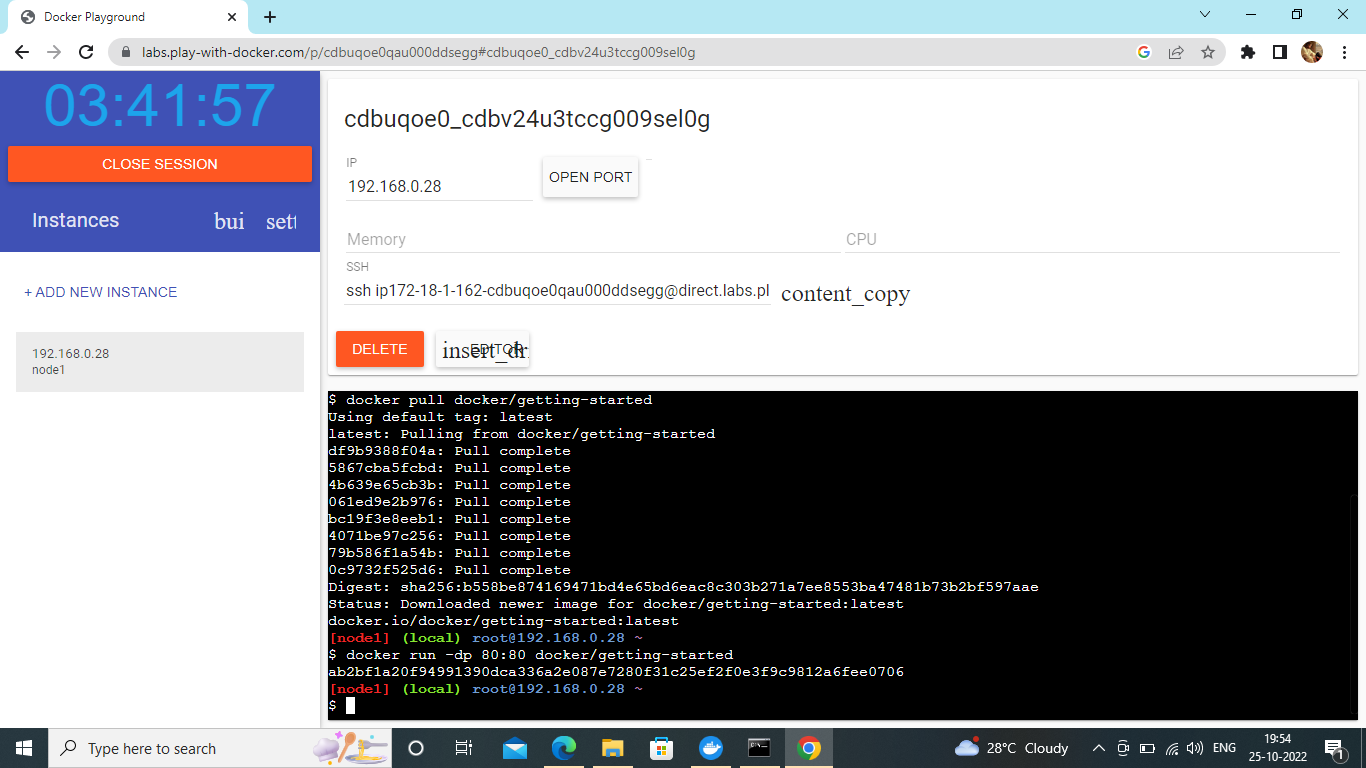 Docker Playground
labs.play-with-docker.com/p/cdbuqoe0qau000ddsegg#cdbuqoe0_cdbv24u3tccg009sel0g
03:41:57
CLOSE SESSION
Instances
bui
sett
+ ADD NEW INSTANCE
192.168.0.28
node1
cdbuqoe0_cdbv24u3tccg009sel0g
IP
192.168.0.28
OPEN PORT
Memory
CPU
SSH
ssh ip172-18-1-162-cdbuqoe0qau000ddsegg@direct.labs.pl
content_copy
DELETE
insert_dr
EDITOR
$ docker pull docker/getting-started
Using default tag: latest
latest: Pulling from docker/getting-started
df9b9388f04a: Pull complete
5867cba5fcbd: Pull complete
4b639e65cb3b: Pull complete
061ed9e2b976: Pull complete
bc19f3e8eeb1: Pull complete
4071be97c256: Pull complete
79b586f1a54b: Pull complete
0c9732f525d6: Pull complete
Digest: sha256:b558be874169471bd4e65bd6eac8c303b271a7ee8553ba47481b73b2bf597aae
Status: Downloaded newer image for docker/getting-started:latest
docker.io/docker/getting-started:latest
[node1] (local) root@192.168.0.28 ~
$ docker run -dp 80:80 docker/getting-started
ab2bf1a20f94991390dca336a2e087e7280f31c25ef2f0e3f9c9812a6fee0706
[node1] (local) root@192.168.0.28 ~
$
Type here to search
28°C Cloudy
ENG
19:54
25-10-2022
1